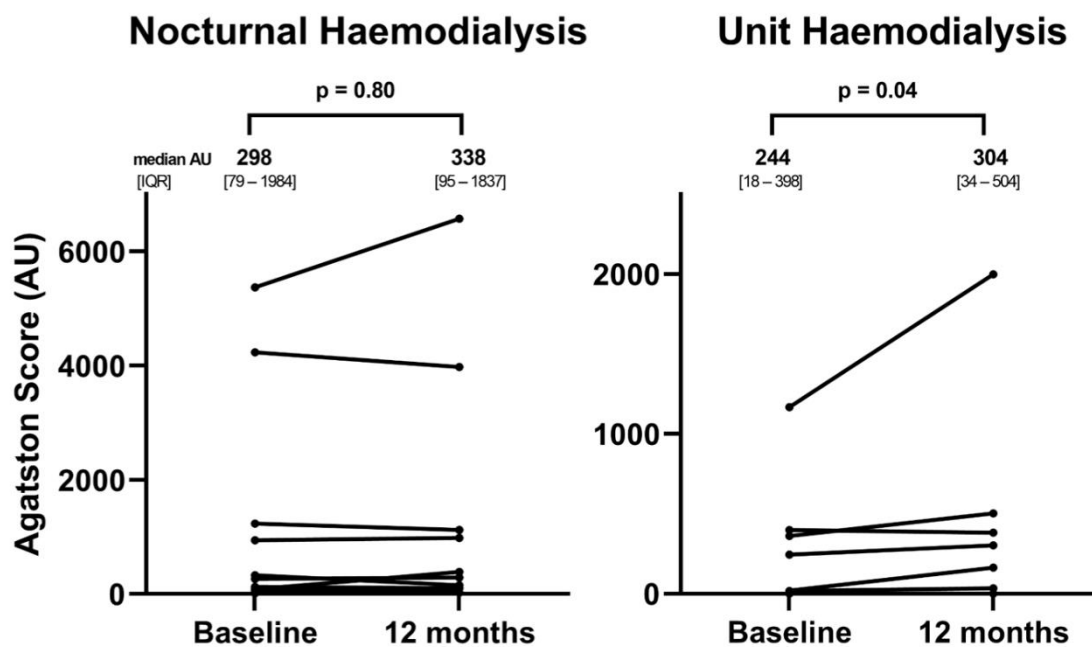 Nocturnal Haemodialysis
p = 0.80
median AU 298 338
[IQR] [79 – 1984] [95 – 1837]
Agatston Score (AU)
6000
4000
2000
0
Baseline 12 months
Unit Haemodialysis
p = 0.04
244 304
[18 – 398] [34 – 504]
2000
1000
0
Baseline 12 months